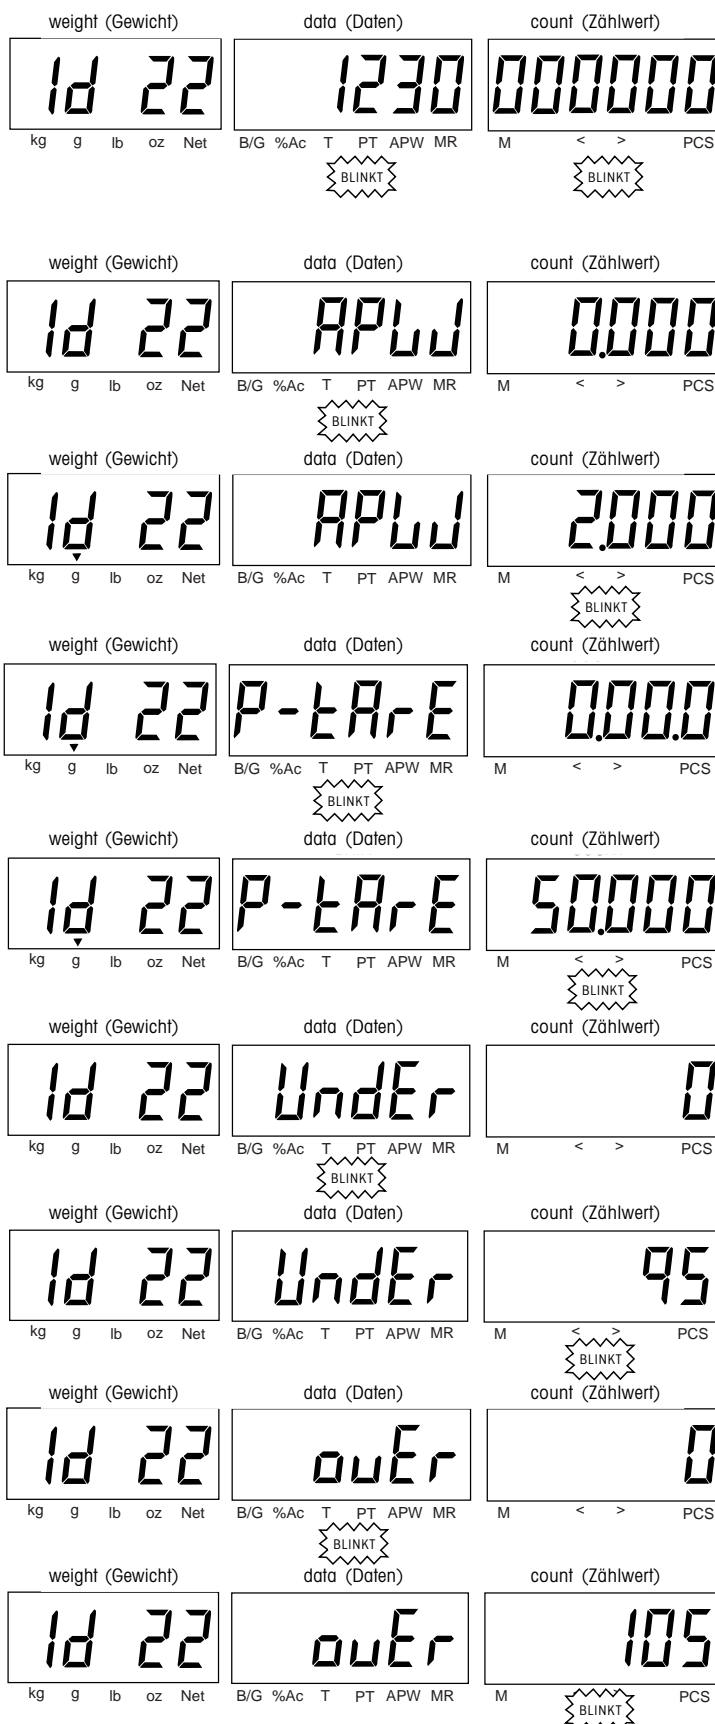 weight (Gewicht) data (Daten) count (Zählwert)
Id 22 1230 000000
kg g lb oz Net B/G %Ac T PT APW MR M < > PCS
BLINKT BLINKT
weight (Gewicht) data (Daten) count (Zählwert)
Id 22 APW 0.000
kg g lb oz Net B/G %Ac T PT APW MR M < > PCS
BLINKT
weight (Gewicht) data (Daten) count (Zählwert)
Id 22 APW 2.000
kg g lb oz Net B/G %Ac T PT APW MR M < > PCS
BLINKT
weight (Gewicht) data (Daten) count (Zählwert)
Id 22 P-tArE 0.00.0
kg g lb oz Net B/G %Ac T PT APW MR M < > PCS
BLINKT
weight (Gewicht) data (Daten) count (Zählwert)
Id 22 P-tArE 50.000
kg g lb oz Net B/G %Ac T PT APW MR M < > PCS
BLINKT
weight (Gewicht) data (Daten) count (Zählwert)
Id 22 UndEr 0
kg g lb oz Net B/G %Ac T PT APW MR M < > PCS
BLINKT
weight (Gewicht) data (Daten) count (Zählwert)
Id 22 UndEr 95
kg g lb oz Net B/G %Ac T PT APW MR M < > PCS
BLINKT
weight (Gewicht) data (Daten) count (Zählwert)
Id 22 ovEr 0
kg g lb oz Net B/G %Ac T PT APW MR M < > PCS
BLINKT
weight (Gewicht) data (Daten) count (Zählwert)
Id 22 ovEr 105
kg g lb oz Net B/G %Ac T PT APW MR M PCS
BLINKT